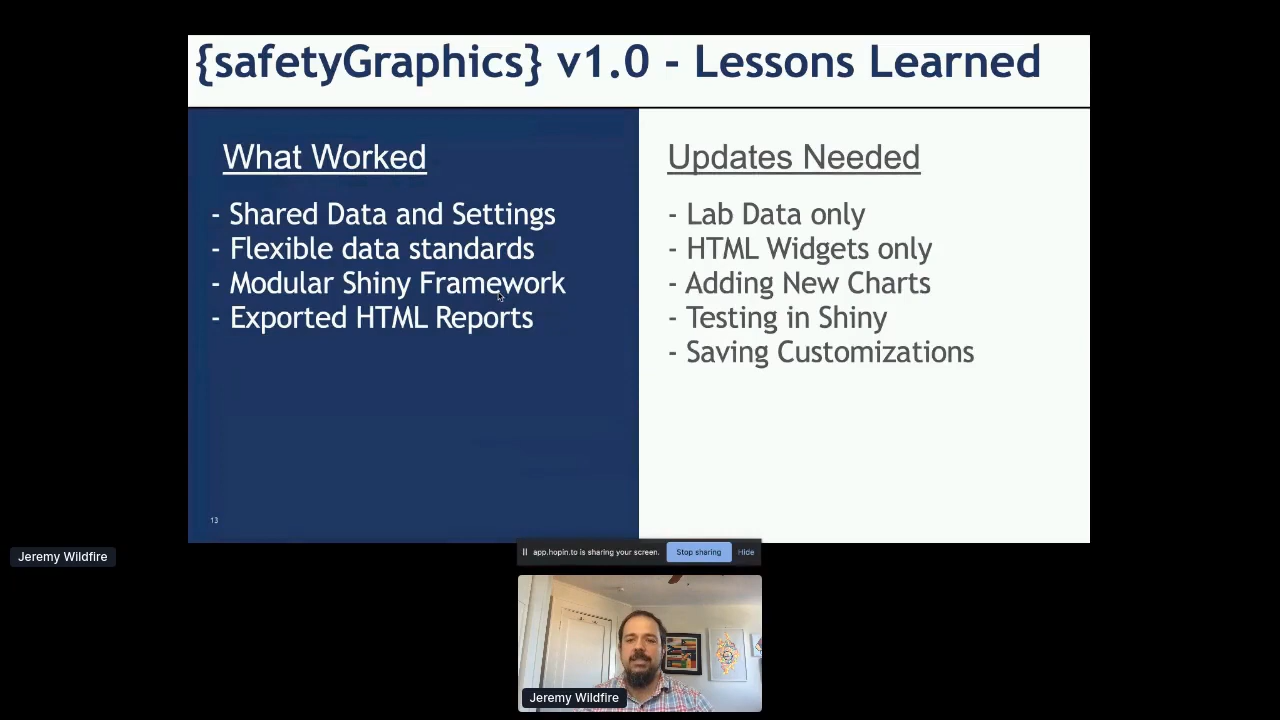 {safetyGraphics} v1.0 - Lessons Learned
What Worked
- Shared Data and Settings
- Flexible data standards
- Modular Shiny Framework
- Exported HTML Reports
Updates Needed
- Lab Data only
- HTML Widgets only
- Adding New Charts
- Testing in Shiny
- Saving Customizations
13
Jeremy Wildfire
app.hopin.to is sharing your screen. Stop sharing Hide
Jeremy Wildfire